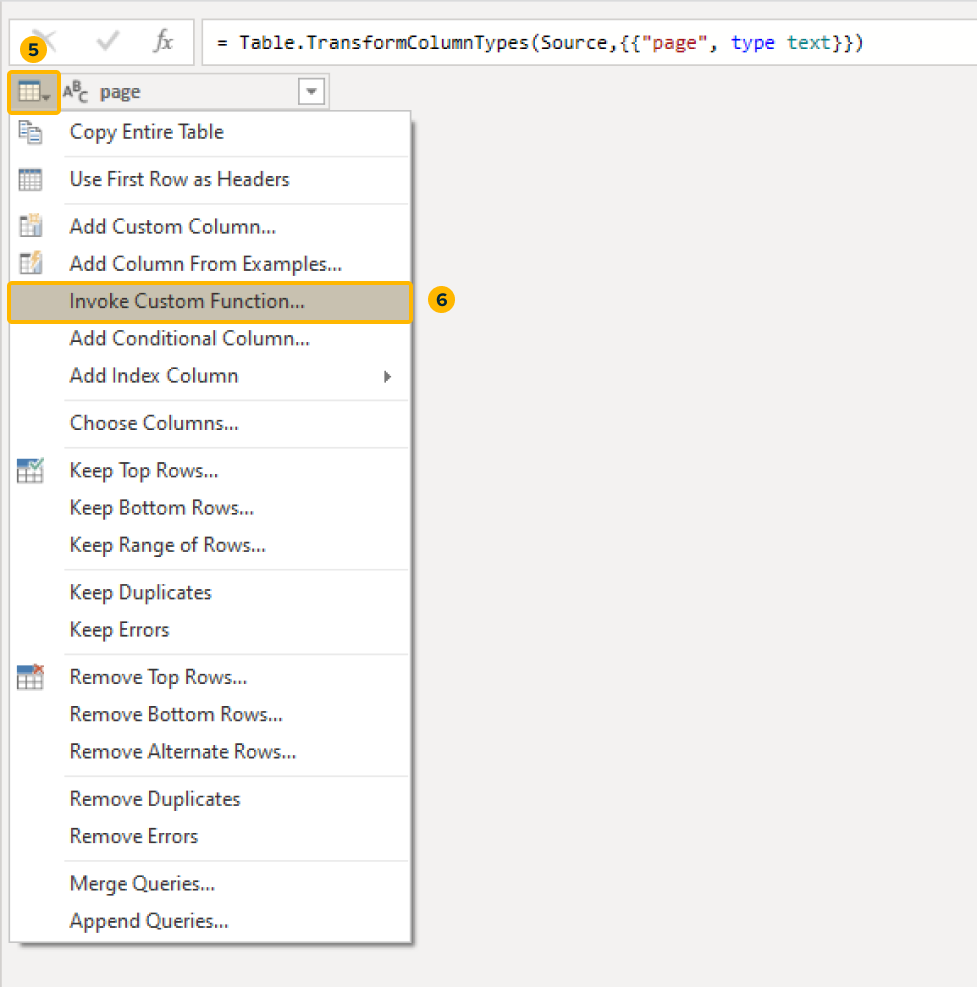 5
fx
= Table.TransformColumnTypes(Source,{{"page", type text}})
ABC page
Copy Entire Table
Use First Row as Headers
Add Custom Column...
Add Column From Examples...
Invoke Custom Function...
6
Add Conditional Column...
Add Index Column
Choose Columns...
Keep Top Rows...
Keep Bottom Rows...
Keep Range of Rows...
Keep Duplicates
Keep Errors
Remove Top Rows...
Remove Bottom Rows...
Remove Alternate Rows...
Remove Duplicates
Remove Errors
Merge Queries...
Append Queries...